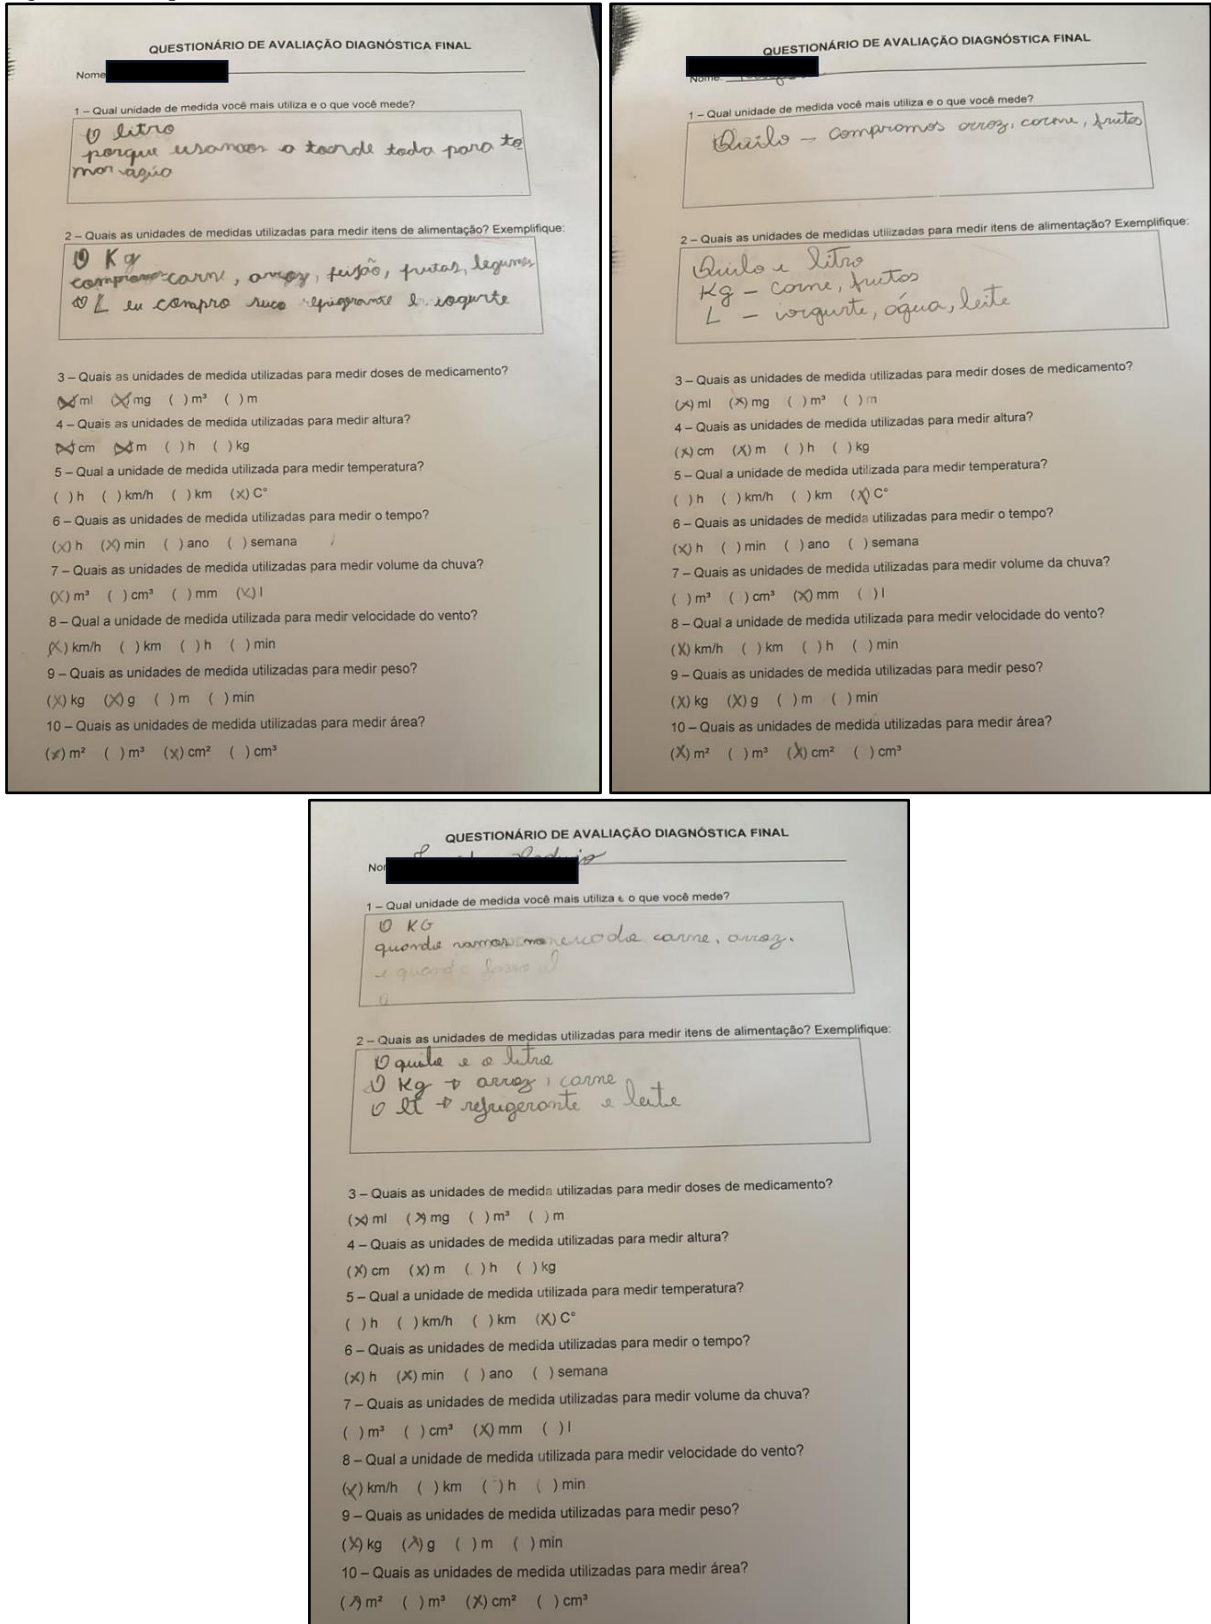 QUESTIONÁRIO DE AVALIAÇÃO DIAGNÓSTICA FINAL
Nome
1 – Qual unidade de medida você mais utiliza e o que você mede?
O litro
porque usamos a tarde toda para to
mar água
2 – Quais as unidades de medidas utilizadas para medir itens de alimentação? Exemplifique:
O Kg
compramos carne, arroz, feijão, frutas, legumes
O L eu compro suco refigerante e iogurte
3 – Quais as unidades de medida utilizadas para medir doses de medicamento?
(X) ml (X) mg ( ) m³ ( ) m
4 – Quais as unidades de medida utilizadas para medir altura?
(X) cm (X) m ( ) h ( ) kg
5 – Qual a unidade de medida utilizada para medir temperatura?
( ) h ( ) km/h ( ) km (X) C°
6 – Quais as unidades de medida utilizadas para medir o tempo?
(X) h (X) min ( ) ano ( ) semana
7 – Quais as unidades de medida utilizadas para medir volume da chuva?
(X) m³ ( ) cm³ ( ) mm (X) l
8 – Qual a unidade de medida utilizada para medir velocidade do vento?
(X) km/h ( ) km ( ) h ( ) min
9 – Quais as unidades de medida utilizadas para medir peso?
(X) kg (X) g ( ) m ( ) min
10 – Quais as unidades de medida utilizadas para medir área?
(X) m² ( ) m³ (X) cm² ( ) cm³
QUESTIONÁRIO DE AVALIAÇÃO DIAGNÓSTICA FINAL
Nome:
1 – Qual unidade de medida você mais utiliza e o que você mede?
Quilo – compramos arroz, carne, frutas
2 – Quais as unidades de medidas utilizadas para medir itens de alimentação? Exemplifique:
Quilo e litro
Kg – carne, frutas
L – iorgurte, água, leite
3 – Quais as unidades de medida utilizadas para medir doses de medicamento?
(X) ml (X) mg ( ) m³ ( ) m
4 – Quais as unidades de medida utilizadas para medir altura?
(X) cm (X) m ( ) h ( ) kg
5 – Qual a unidade de medida utilizada para medir temperatura?
( ) h ( ) km/h ( ) km (X) C°
6 – Quais as unidades de medida utilizadas para medir o tempo?
(X) h ( ) min ( ) ano ( ) semana
7 – Quais as unidades de medida utilizadas para medir volume da chuva?
( ) m³ ( ) cm³ (X) mm ( ) l
8 – Qual a unidade de medida utilizada para medir velocidade do vento?
(X) km/h ( ) km ( ) h ( ) min
9 – Quais as unidades de medida utilizadas para medir peso?
(X) kg (X) g ( ) m ( ) min
10 – Quais as unidades de medida utilizadas para medir área?
(X) m² ( ) m³ (X) cm² ( ) cm³
QUESTIONÁRIO DE AVALIAÇÃO DIAGNÓSTICA FINAL
1 – Qual unidade de medida você mais utiliza e o que você mede?
O KG
quando vamos carne, arroz.
e quando
2 – Quais as unidades de medidas utilizadas para medir itens de alimentação? Exemplifique:
O quilo e o litro
O Kg → arroz, carne
O lt → refrigerante e leite
3 – Quais as unidades de medida utilizadas para medir doses de medicamento?
(X) ml (X) mg ( ) m³ ( ) m
4 – Quais as unidades de medida utilizadas para medir altura?
(X) cm (X) m ( ) h ( ) kg
5 – Qual a unidade de medida utilizada para medir temperatura?
( ) h ( ) km/h ( ) km (X) C°
6 – Quais as unidades de medida utilizadas para medir o tempo?
(X) h (X) min ( ) ano ( ) semana
7 – Quais as unidades de medida utilizadas para medir volume da chuva?
( ) m³ ( ) cm³ (X) mm ( ) l
8 – Qual a unidade de medida utilizada para medir velocidade do vento?
(X) km/h ( ) km ( ) h ( ) min
9 – Quais as unidades de medida utilizadas para medir peso?
(X) kg (X) g ( ) m ( ) min
10 – Quais as unidades de medida utilizadas para medir área?
(X) m² ( ) m³ (X) cm² ( ) cm³